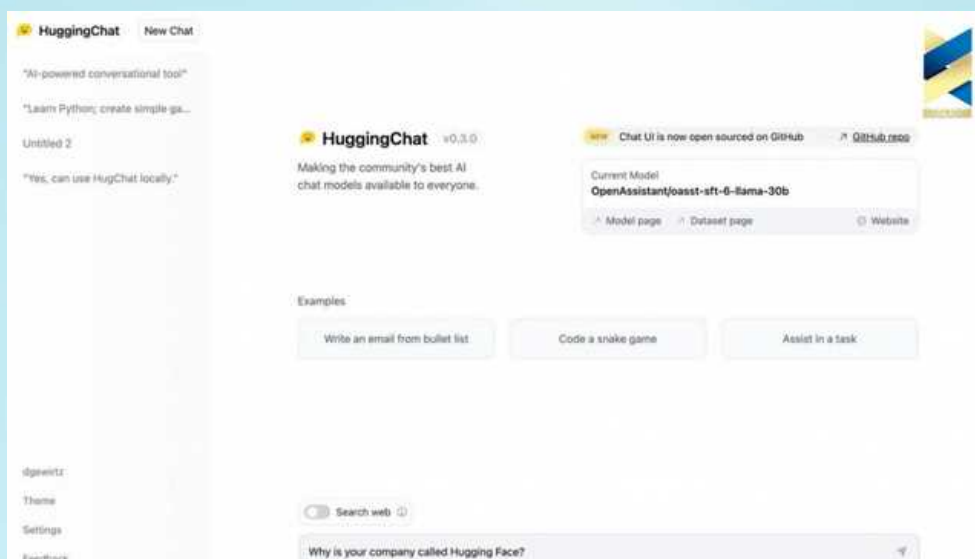 HuggingChat New Chat
"AI-powered conversational tool"
"Learn Python; create simple ga...
Untitled 2
"Yes, can use HugChat locally."
HuggingChat v0.3.0
Making the community's best AI
chat models available to everyone.
NEW Chat UI is now open sourced on GitHub GitHub repo
Current Model
OpenAssistant/oasst-sft-6-llama-30b
Model page Dataset page Website
Examples
Write an email from bullet list Code a snake game Assist in a task
dgewirtz
Theme
Settings
Feedback
Search web
Why is your company called Hugging Face?